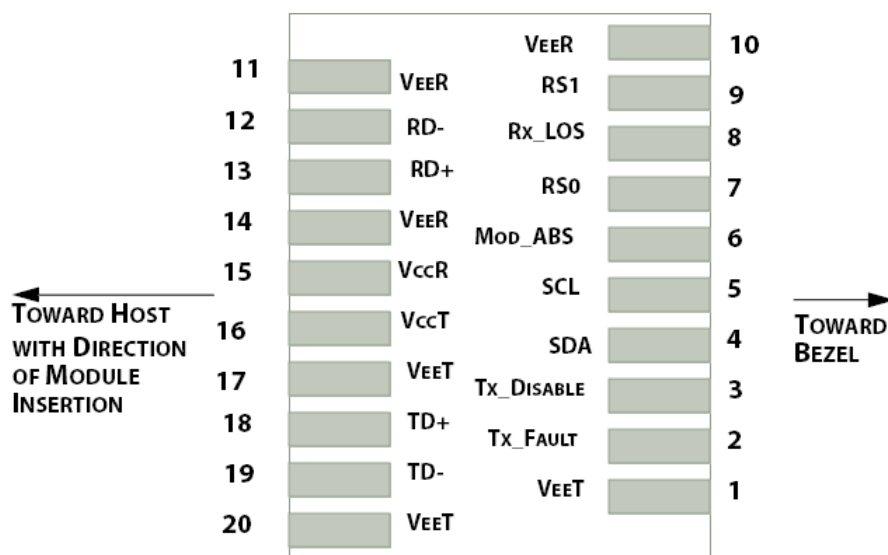 10 VEER
11 VEER
RS1 9
12 RD-
Rx_LOS 8
13 RD+
RS0 7
14 VEER
MOD_ABS 6
15 VCCR
SCL 5
TOWARD HOST
WITH DIRECTION
OF MODULE
INSERTION
16 VCCT
SDA 4
TOWARD
BEZEL
17 VEET
TX_DISABLE 3
18 TD+
TX_FAULT 2
19 TD-
VEET 1
20 VEET